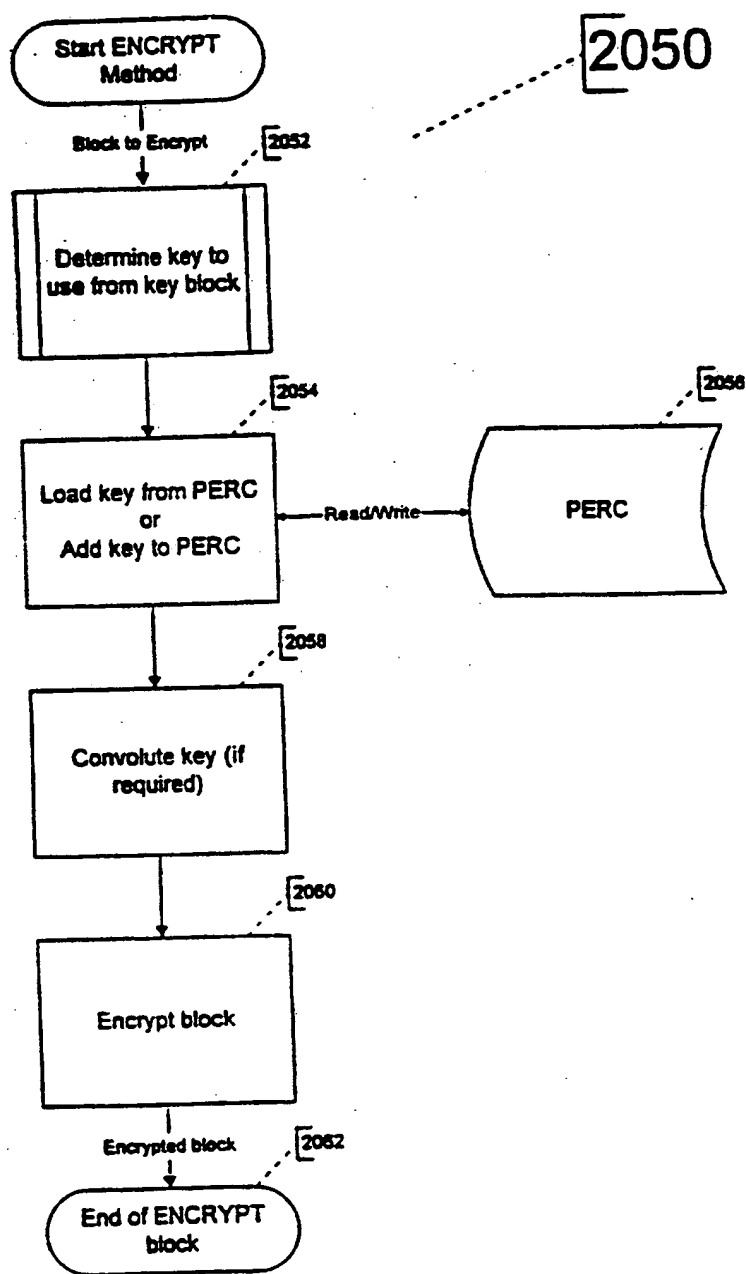 Start ENCRYPT
Method
2050
Block to Encrypt
2052
Determine key to
use from key block
2054
2056
Load key from PERC
or
Add key to PERC
Read/Write
PERC
2058
Convolute key (if
required)
2060
Encrypt block
Encrypted block
2062
End of ENCRYPT
block